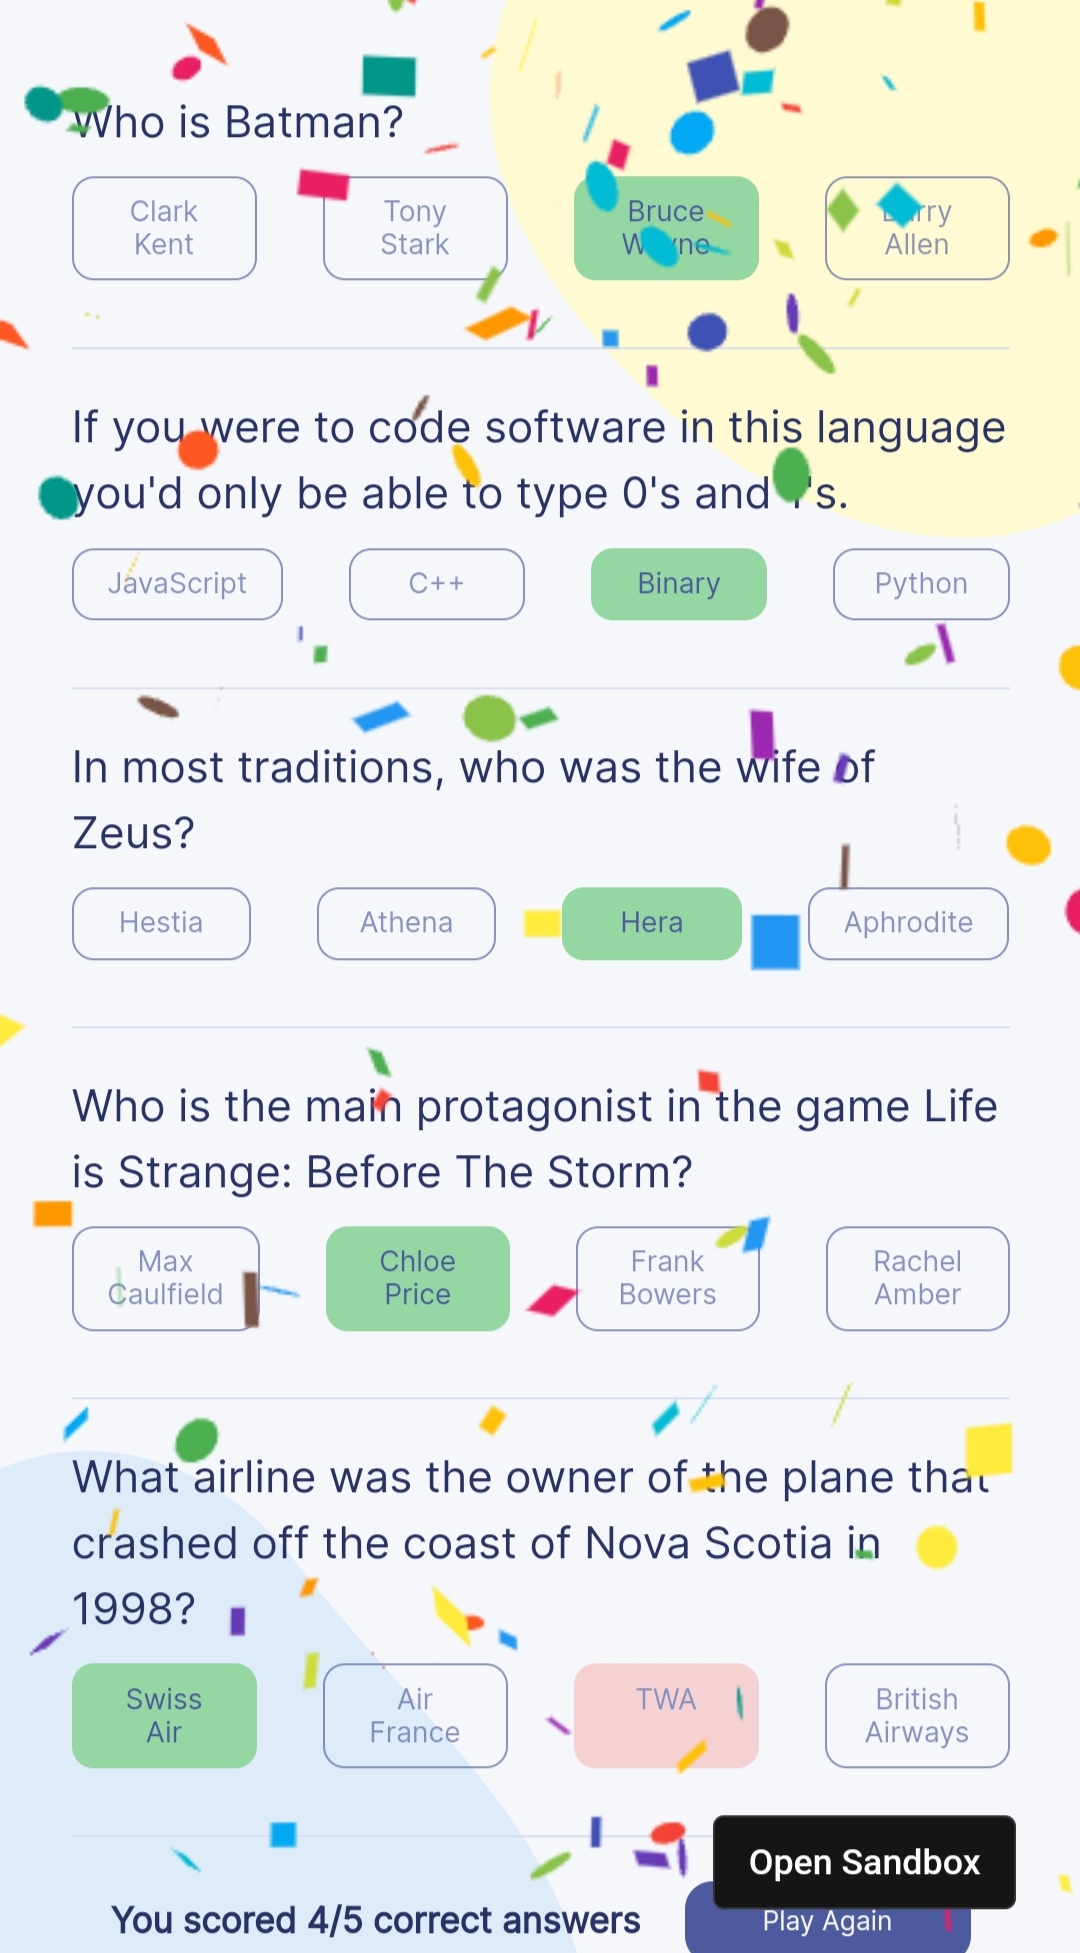 Who is Batman?
Clark Kent
Tony Stark
Bruce Wayne
Barry Allen
If you were to code software in this language
you'd only be able to type 0's and 1's.
JavaScript
C++
Binary
Python
In most traditions, who was the wife of
Zeus?
Hestia
Athena
Hera
Aphrodite
Who is the main protagonist in the game Life
is Strange: Before The Storm?
Max Caulfield
Chloe Price
Frank Bowers
Rachel Amber
What airline was the owner of the plane that
crashed off the coast of Nova Scotia in
1998?
Swiss Air
Air France
TWA
British Airways
Open Sandbox
You scored 4/5 correct answers
Play Again